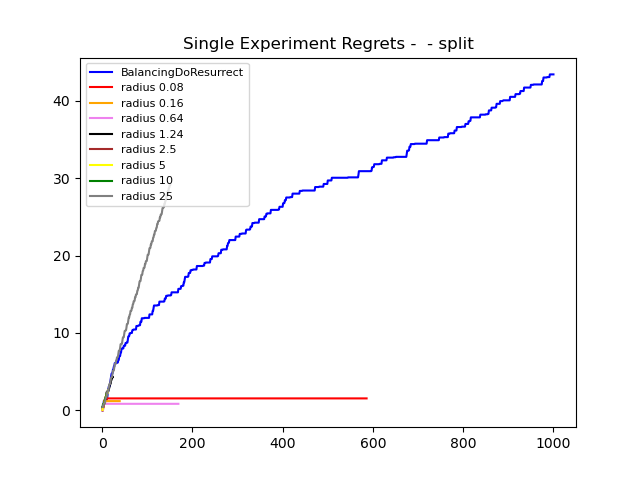 Single Experiment Regrets -  - split
BalancingDoResurrect
radius 0.08
radius 0.16
radius 0.64
radius 1.24
radius 2.5
radius 5
radius 10
radius 25
40
30
20
10
0
0 200 400 600 800 1000